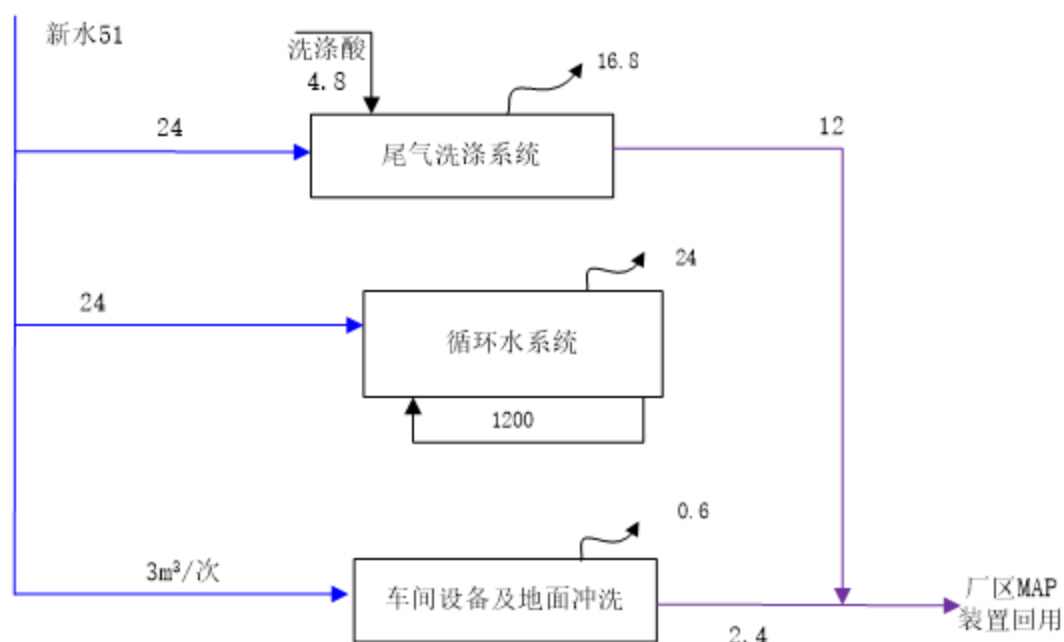 新水51
洗涤酸
4.8
16.8
24
尾气洗涤系统
12
24
24
循环水系统
1200
0.6
3m³/次
车间设备及地面冲洗
厂区MAP
装置回用
2.4